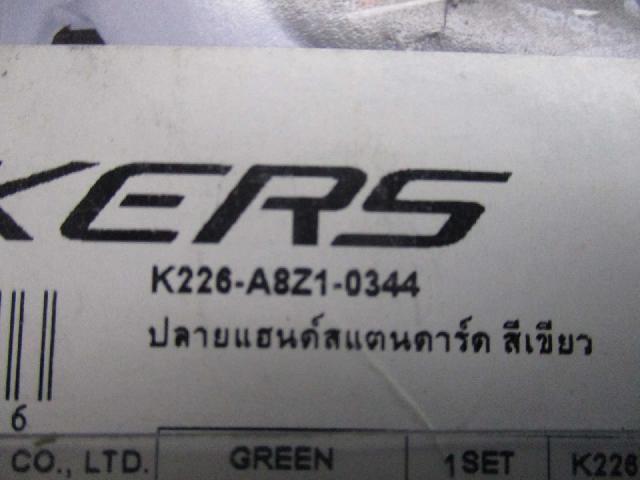 KERS
K226-A8Z1-0344
ปลายแฮนด์สแตนดาร์ด สีเขียว
6
CO., LTD. GREEN 1SET K226